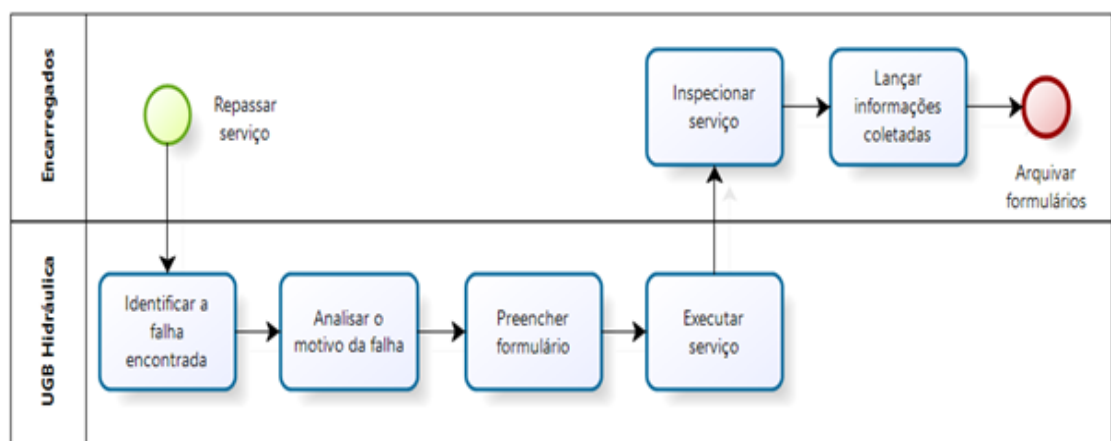 Encarregados
Repassar
serviço
Inspecionar
serviço
Lançar
informações
coletadas
Arquivar
formulários
UGB Hidráulica
Identificar a
falha
encontrada
Analisar o
motivo da falha
Preencher
formulário
Executar
serviço